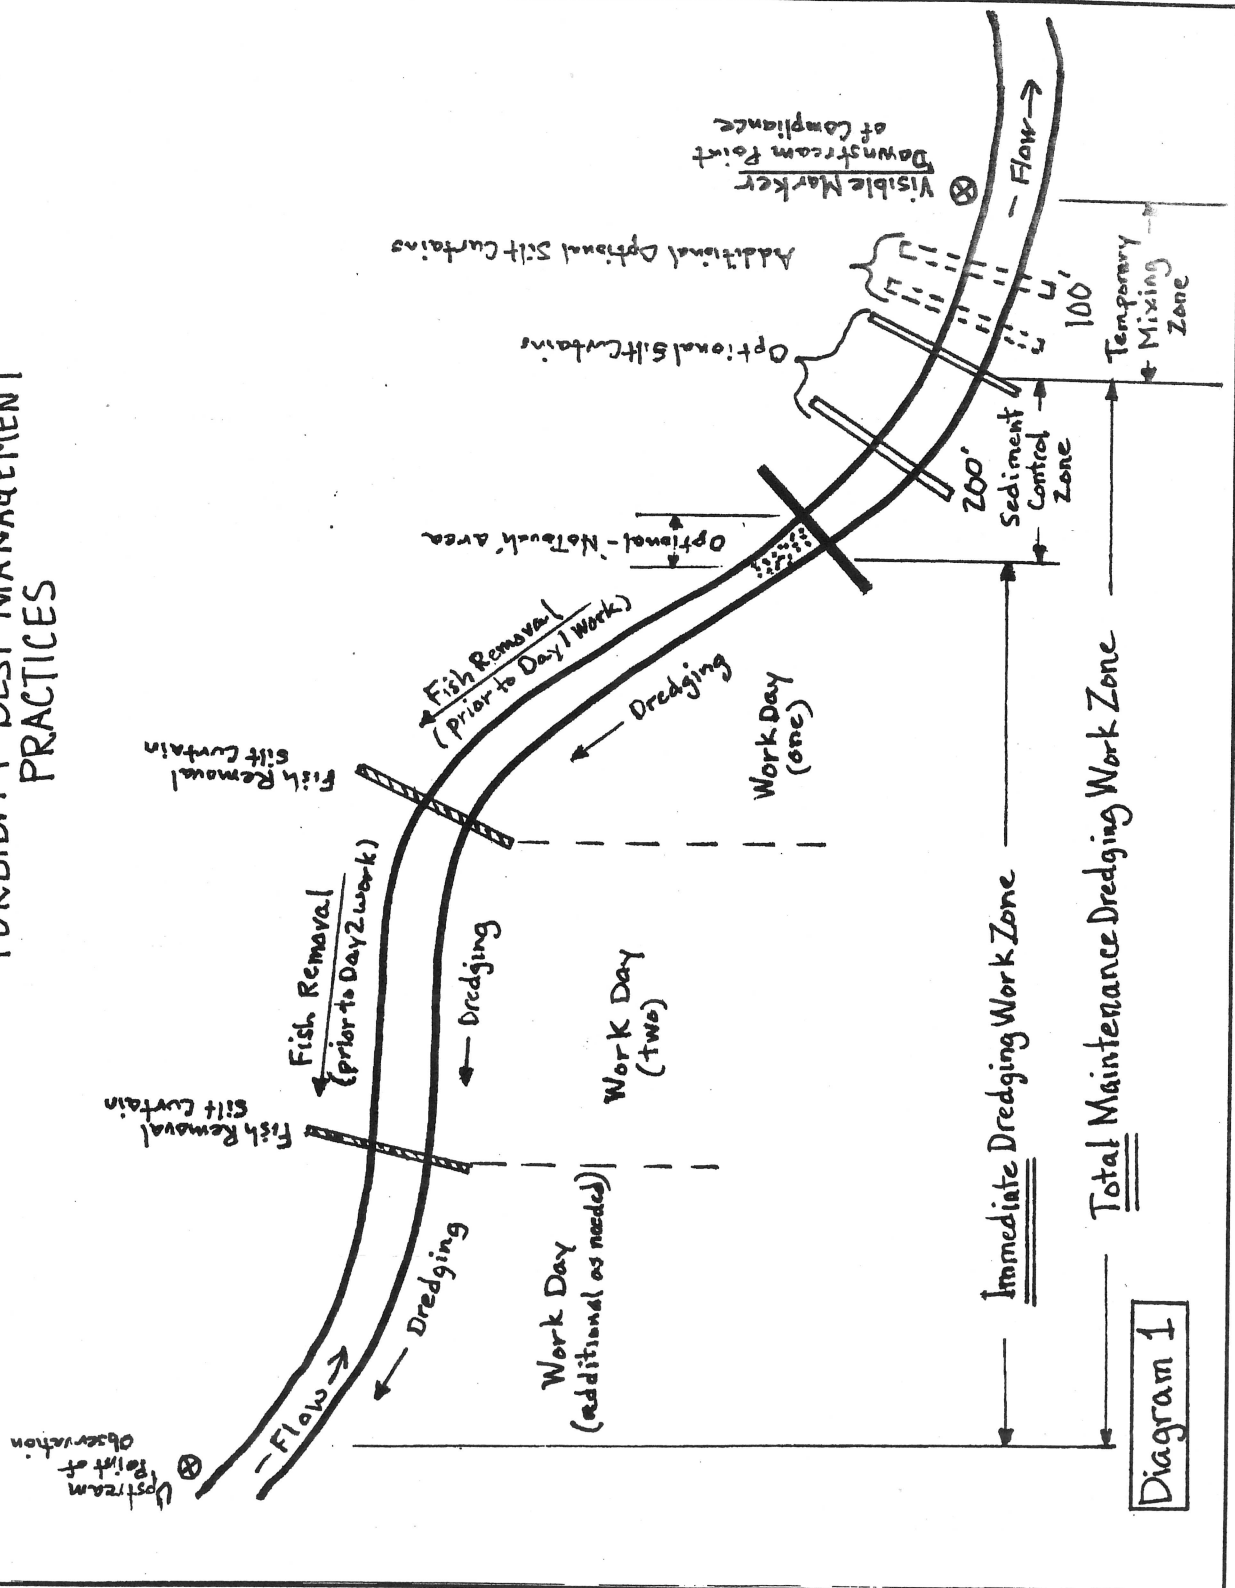 PRACTICES
Upstream
Point of
Observation
- Flow →
Fish Removal
Silt Curtain
Fish Removal
(prior to Day 2 work)
Fish Removal
Silt Curtain
Fish Removal
(prior to Day 1 Work)
Optional - "No Touch" area
Optional Silt Curtains
Additional Optional Silt Curtains
Visible Marker
Downstream Point
of Compliance
- Flow →
← Dredging
← Dredging
← Dredging
Work Day
(additional as needed)
Work Day
(two)
Work Day
(one)
200'
Sediment
Control
Zone
100'
Temporary
Mixing
Zone
Immediate Dredging Work Zone
Total Maintenance Dredging Work Zone
Diagram 1